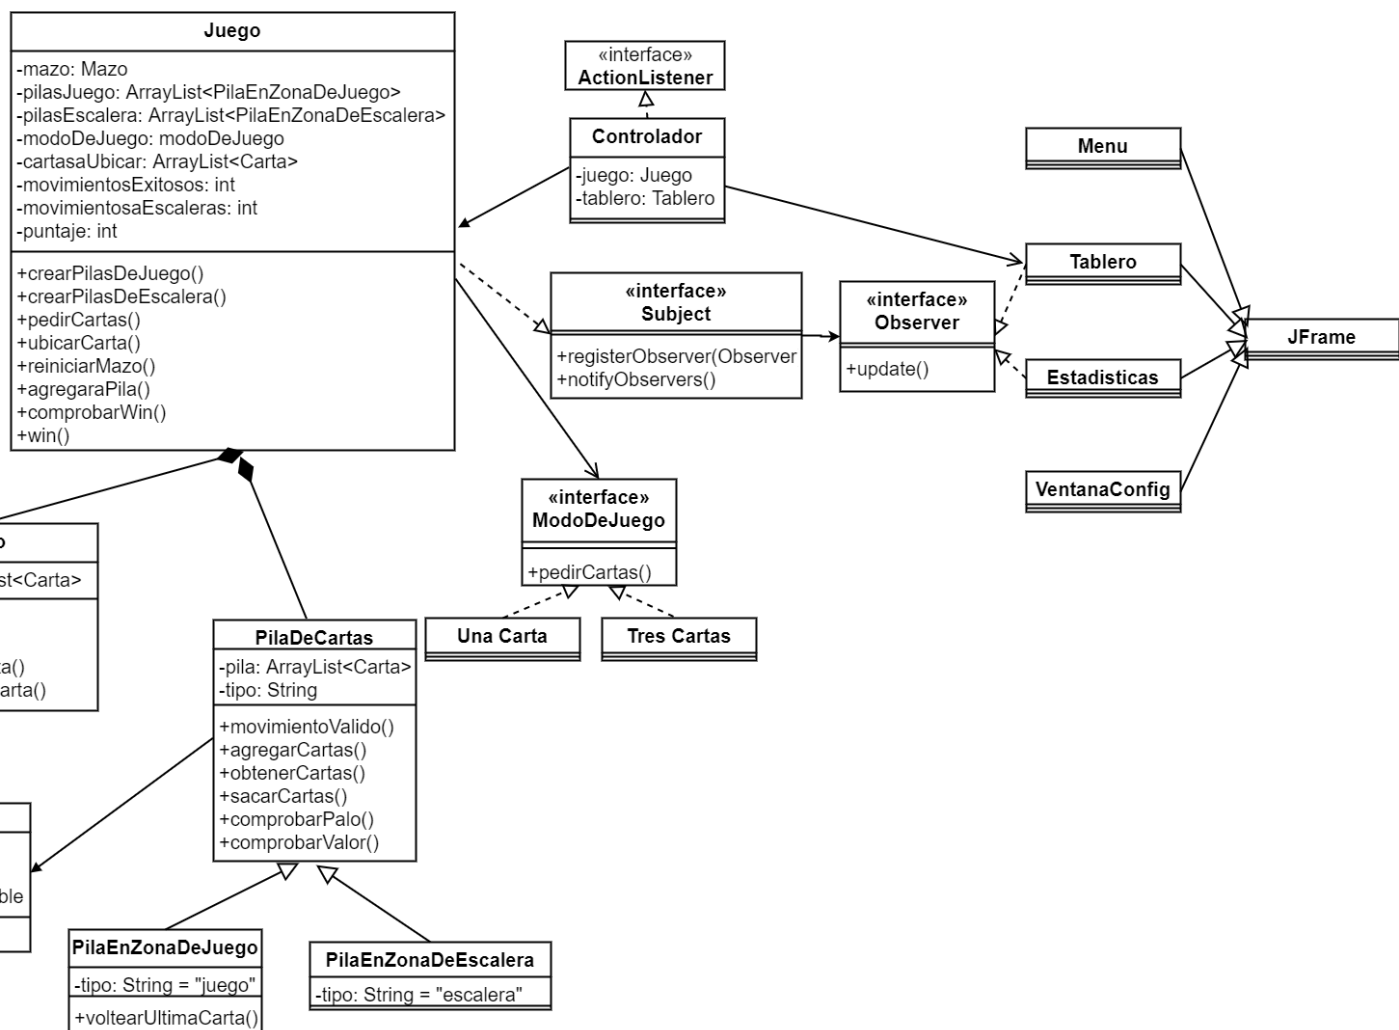 Juego
-mazo: Mazo
-pilasJuego: ArrayList<PilaEnZonaDeJuego>
-pilasEscalera: ArrayList<PilaEnZonaDeEscalera>
-modoDeJuego: modoDeJuego
-cartasaUbicar: ArrayList<Carta>
-movimientosExitosos: int
-movimientosaEscaleras: int
-puntaje: int
+crearPilasDeJuego()
+crearPilasDeEscalera()
+pedirCartas()
+ubicarCarta()
+reiniciarMazo()
+agregaraPila()
+comprobarWin()
+win()
«interface»
ActionListener
Controlador
-juego: Juego
-tablero: Tablero
«interface»
Subject
+registerObserver(Observer
+notifyObservers()
«interface»
Observer
+update()
Menu
Tablero
Estadisticas
VentanaConfig
JFrame
«interface»
ModoDeJuego
+pedirCartas()
Una Carta
Tres Cartas
o
st<Carta>
ta()
arta()
PilaDeCartas
-pila: ArrayList<Carta>
-tipo: String
+movimientoValido()
+agregarCartas()
+obtenerCartas()
+sacarCartas()
+comprobarPalo()
+comprobarValor()
ble
PilaEnZonaDeJuego
-tipo: String = "juego"
+voltearUltimaCarta()
PilaEnZonaDeEscalera
-tipo: String = "escalera"